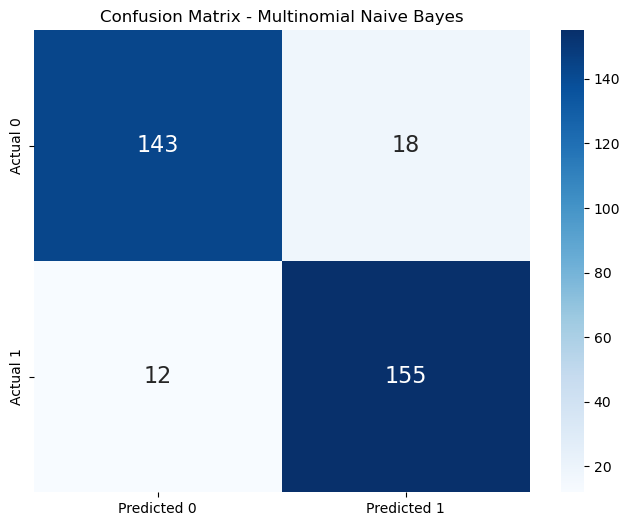 Confusion Matrix - Multinomial Naive Bayes
Actual 0
143
18
Actual 1
12
155
Predicted 0
Predicted 1
140
120
100
80
60
40
20